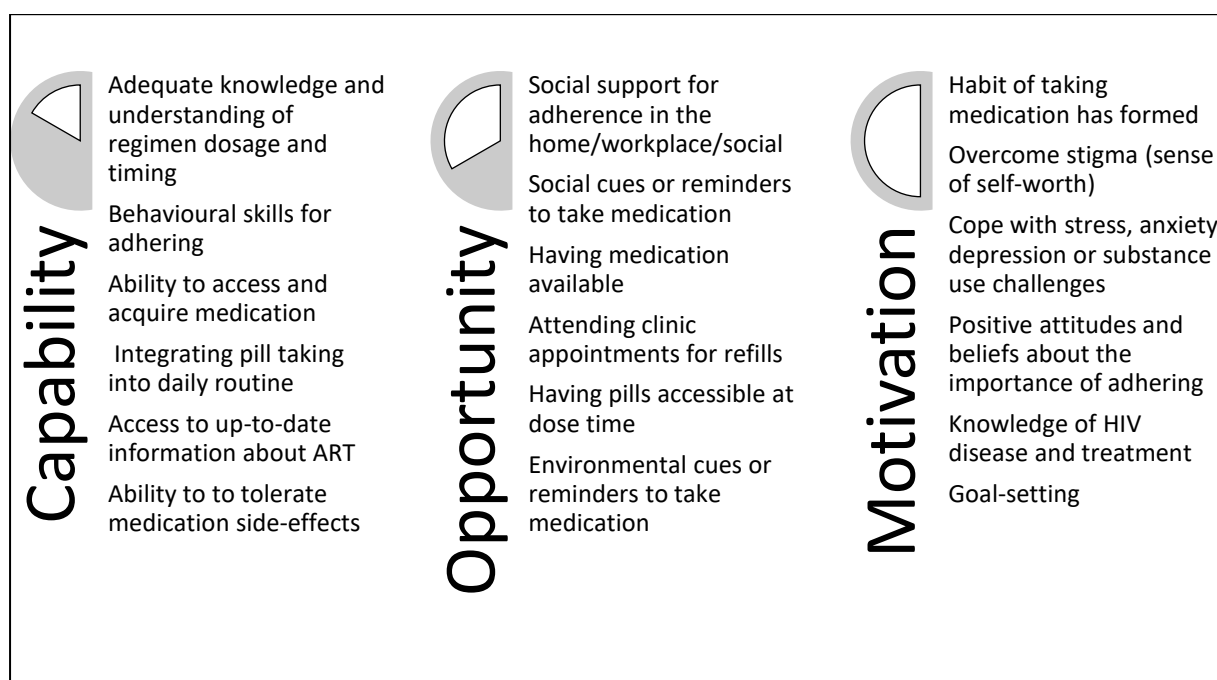 Capability
Adequate knowledge and
understanding of
regimen dosage and
timing
Behavioural skills for
adhering
Ability to access and
acquire medication
Integrating pill taking
into daily routine
Access to up-to-date
information about ART
Ability to to tolerate
medication side-effects
Opportunity
Social support for
adherence in the
home/workplace/social
Social cues or reminders
to take medication
Having medication
available
Attending clinic
appointments for refills
Having pills accessible at
dose time
Environmental cues or
reminders to take
medication
Motivation
Habit of taking
medication has formed
Overcome stigma (sense
of self-worth)
Cope with stress, anxiety
depression or substance
use challenges
Positive attitudes and
beliefs about the
importance of adhering
Knowledge of HIV
disease and treatment
Goal-setting